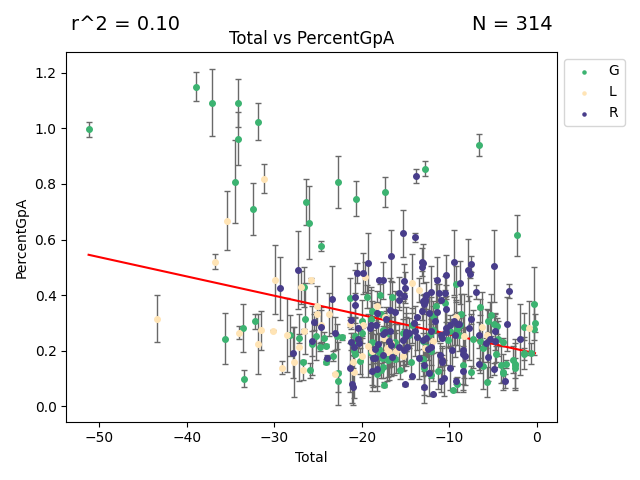 r^2 = 0.10
N = 314
Total vs PercentGpA
G
L
R
1.2
1.0
0.8
0.6
0.4
0.2
0.0
PercentGpA
−50
−40
−30
−20
−10
0
Total